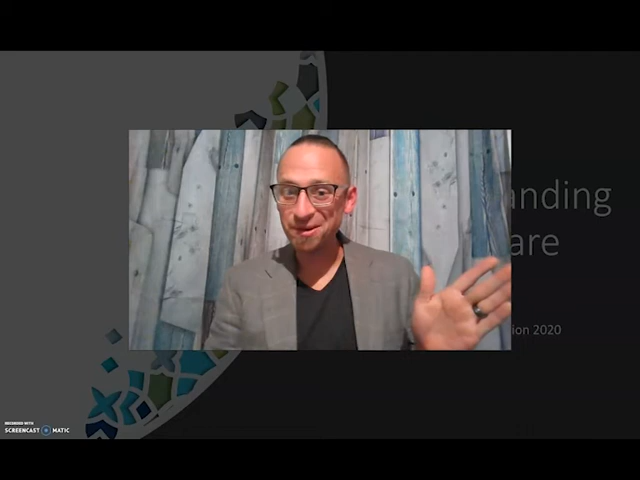 anding
are
ion 2020
RECORDED WITH
SCREENCAST MATIC